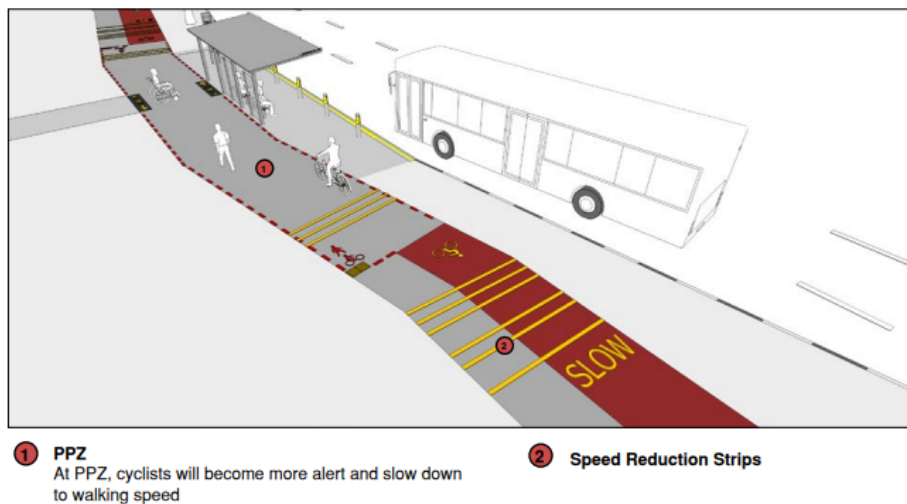 1
2
SLOW
1 PPZ
At PPZ, cyclists will become more alert and slow down
to walking speed
2 Speed Reduction Strips